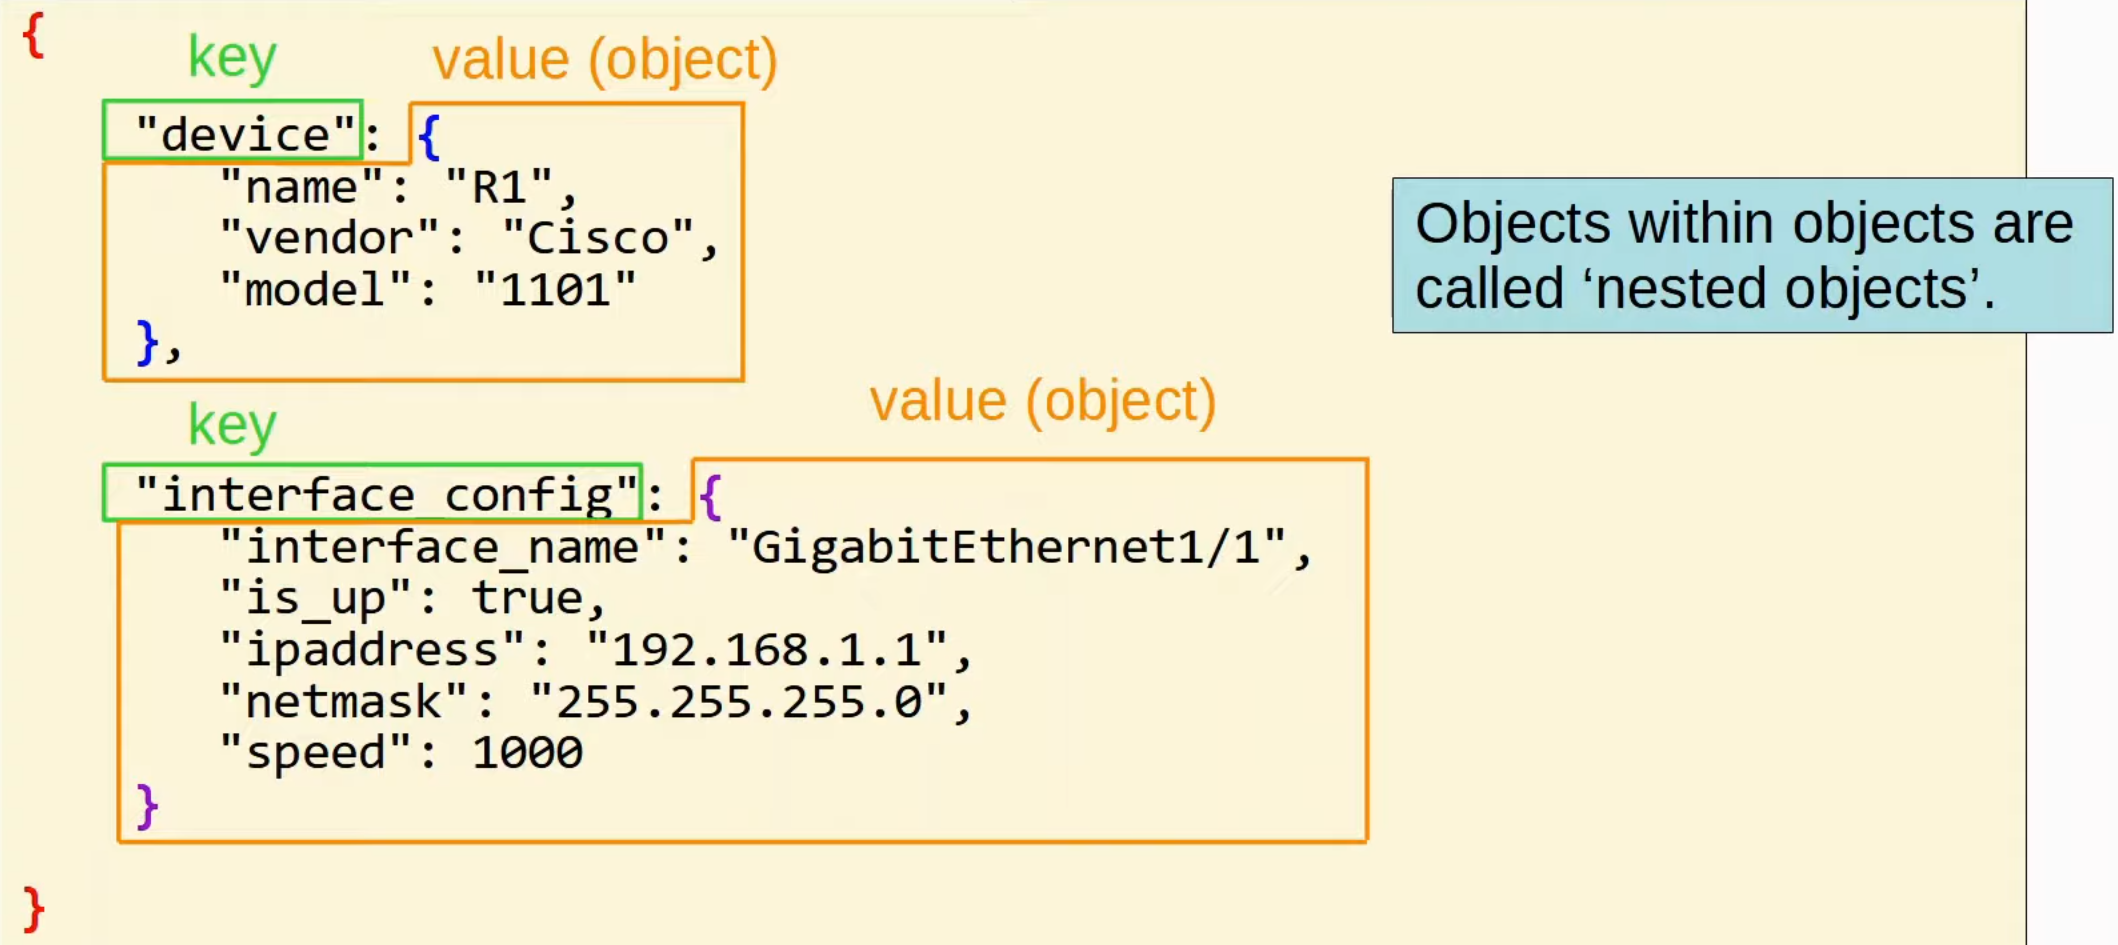 {
key value (object)
"device": {
"name": "R1",
"vendor": "Cisco",
"model": "1101"
},
Objects within objects are
called ‘nested objects’.
key value (object)
"interface_config": {
"interface_name": "GigabitEthernet1/1",
"is_up": true,
"ipaddress": "192.168.1.1",
"netmask": "255.255.255.0",
"speed": 1000
}
}